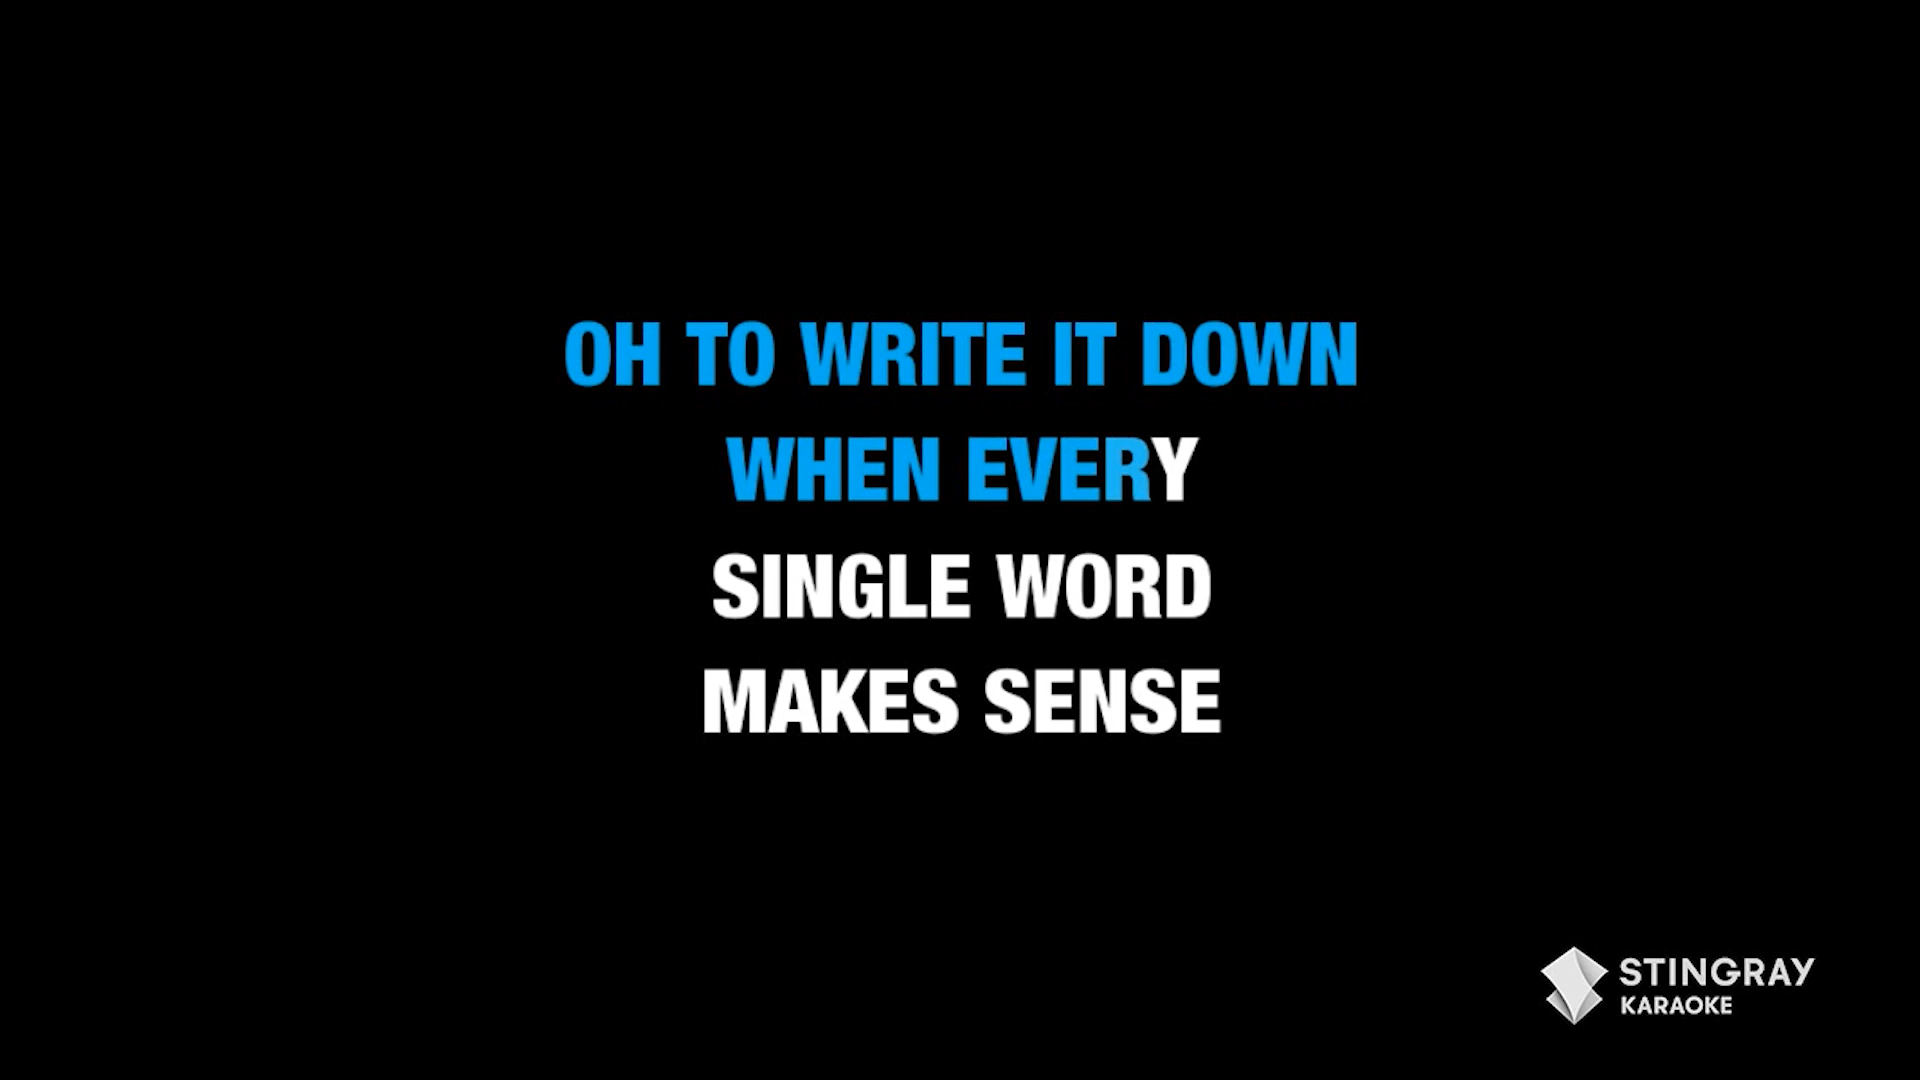 OH TO WRITE IT DOWN
WHEN EVERY
SINGLE WORD
MAKES SENSE
STINGRAY
KARAOKE